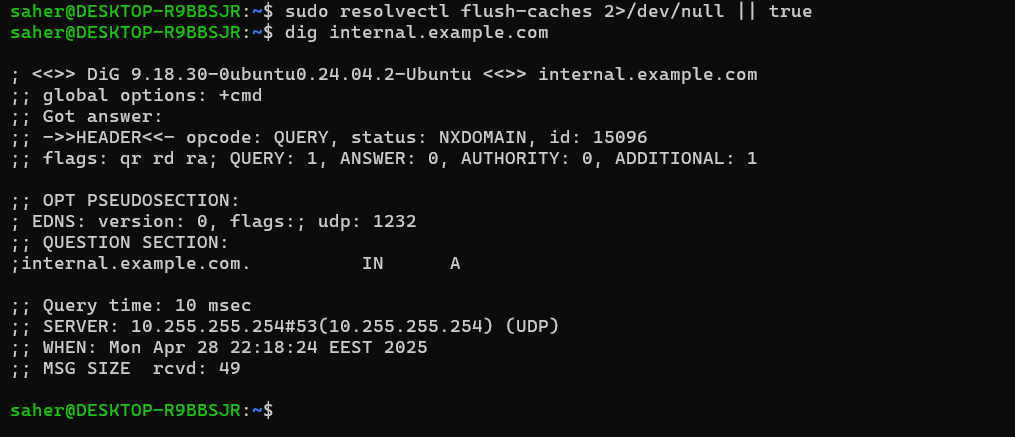 saher@DESKTOP-R9BBSJR:~$ sudo resolvectl flush-caches 2>/dev/null || true
saher@DESKTOP-R9BBSJR:~$ dig internal.example.com

; <<>> DiG 9.18.30-0ubuntu0.24.04.2-Ubuntu <<>> internal.example.com
;; global options: +cmd
;; Got answer:
;; ->>HEADER<<- opcode: QUERY, status: NXDOMAIN, id: 15096
;; flags: qr rd ra; QUERY: 1, ANSWER: 0, AUTHORITY: 0, ADDITIONAL: 1

;; OPT PSEUDOSECTION:
; EDNS: version: 0, flags:; udp: 1232
;; QUESTION SECTION:
;internal.example.com.          IN      A

;; Query time: 10 msec
;; SERVER: 10.255.255.254#53(10.255.255.254) (UDP)
;; WHEN: Mon Apr 28 22:18:24 EEST 2025
;; MSG SIZE  rcvd: 49

saher@DESKTOP-R9BBSJR:~$